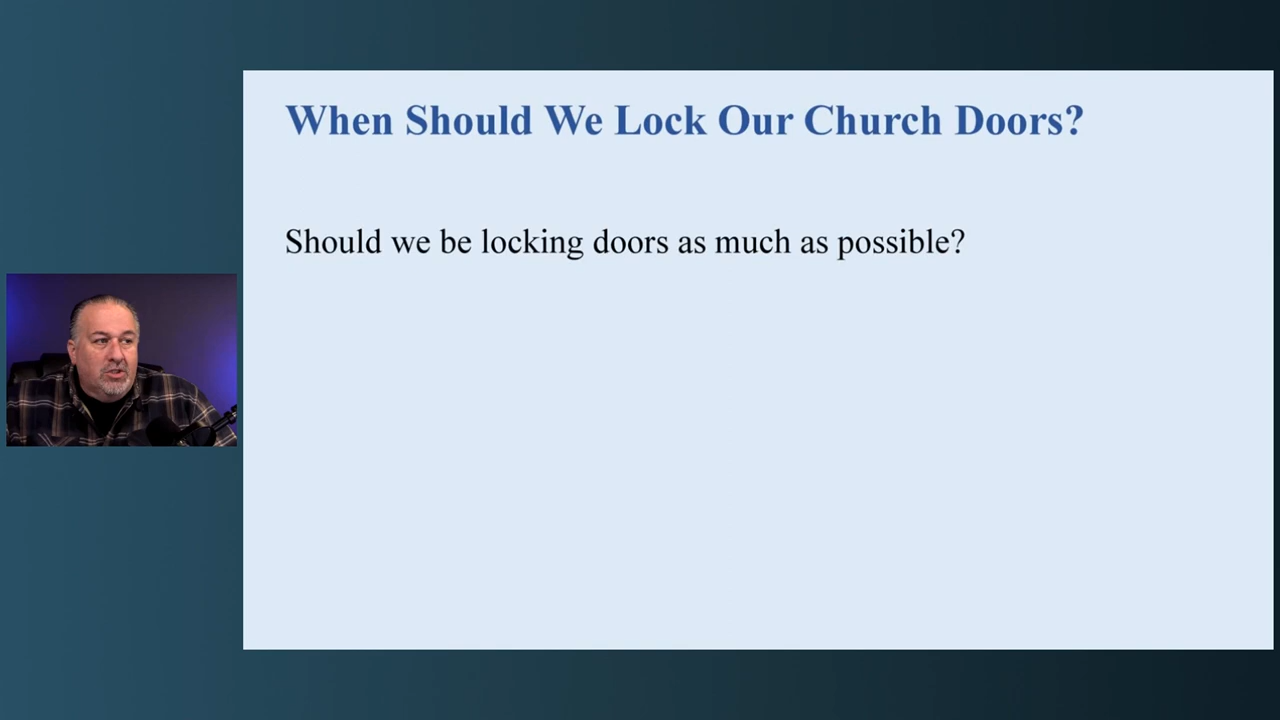 When Should We Lock Our Church Doors?
Should we be locking doors as much as possible?